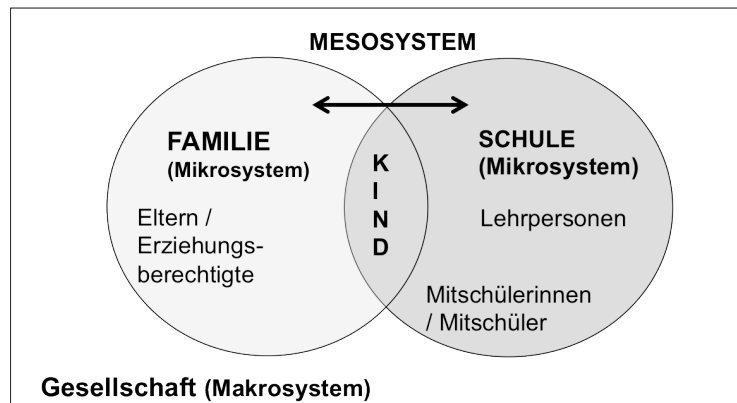 MESOSYSTEM
FAMILIE
(Mikrosystem)
Eltern /
Erziehungs-
berechtigte
K
I
N
D
SCHULE
(Mikrosystem)
Lehrpersonen
Mitschülerinnen
/ Mitschüler
Gesellschaft (Makrosystem)